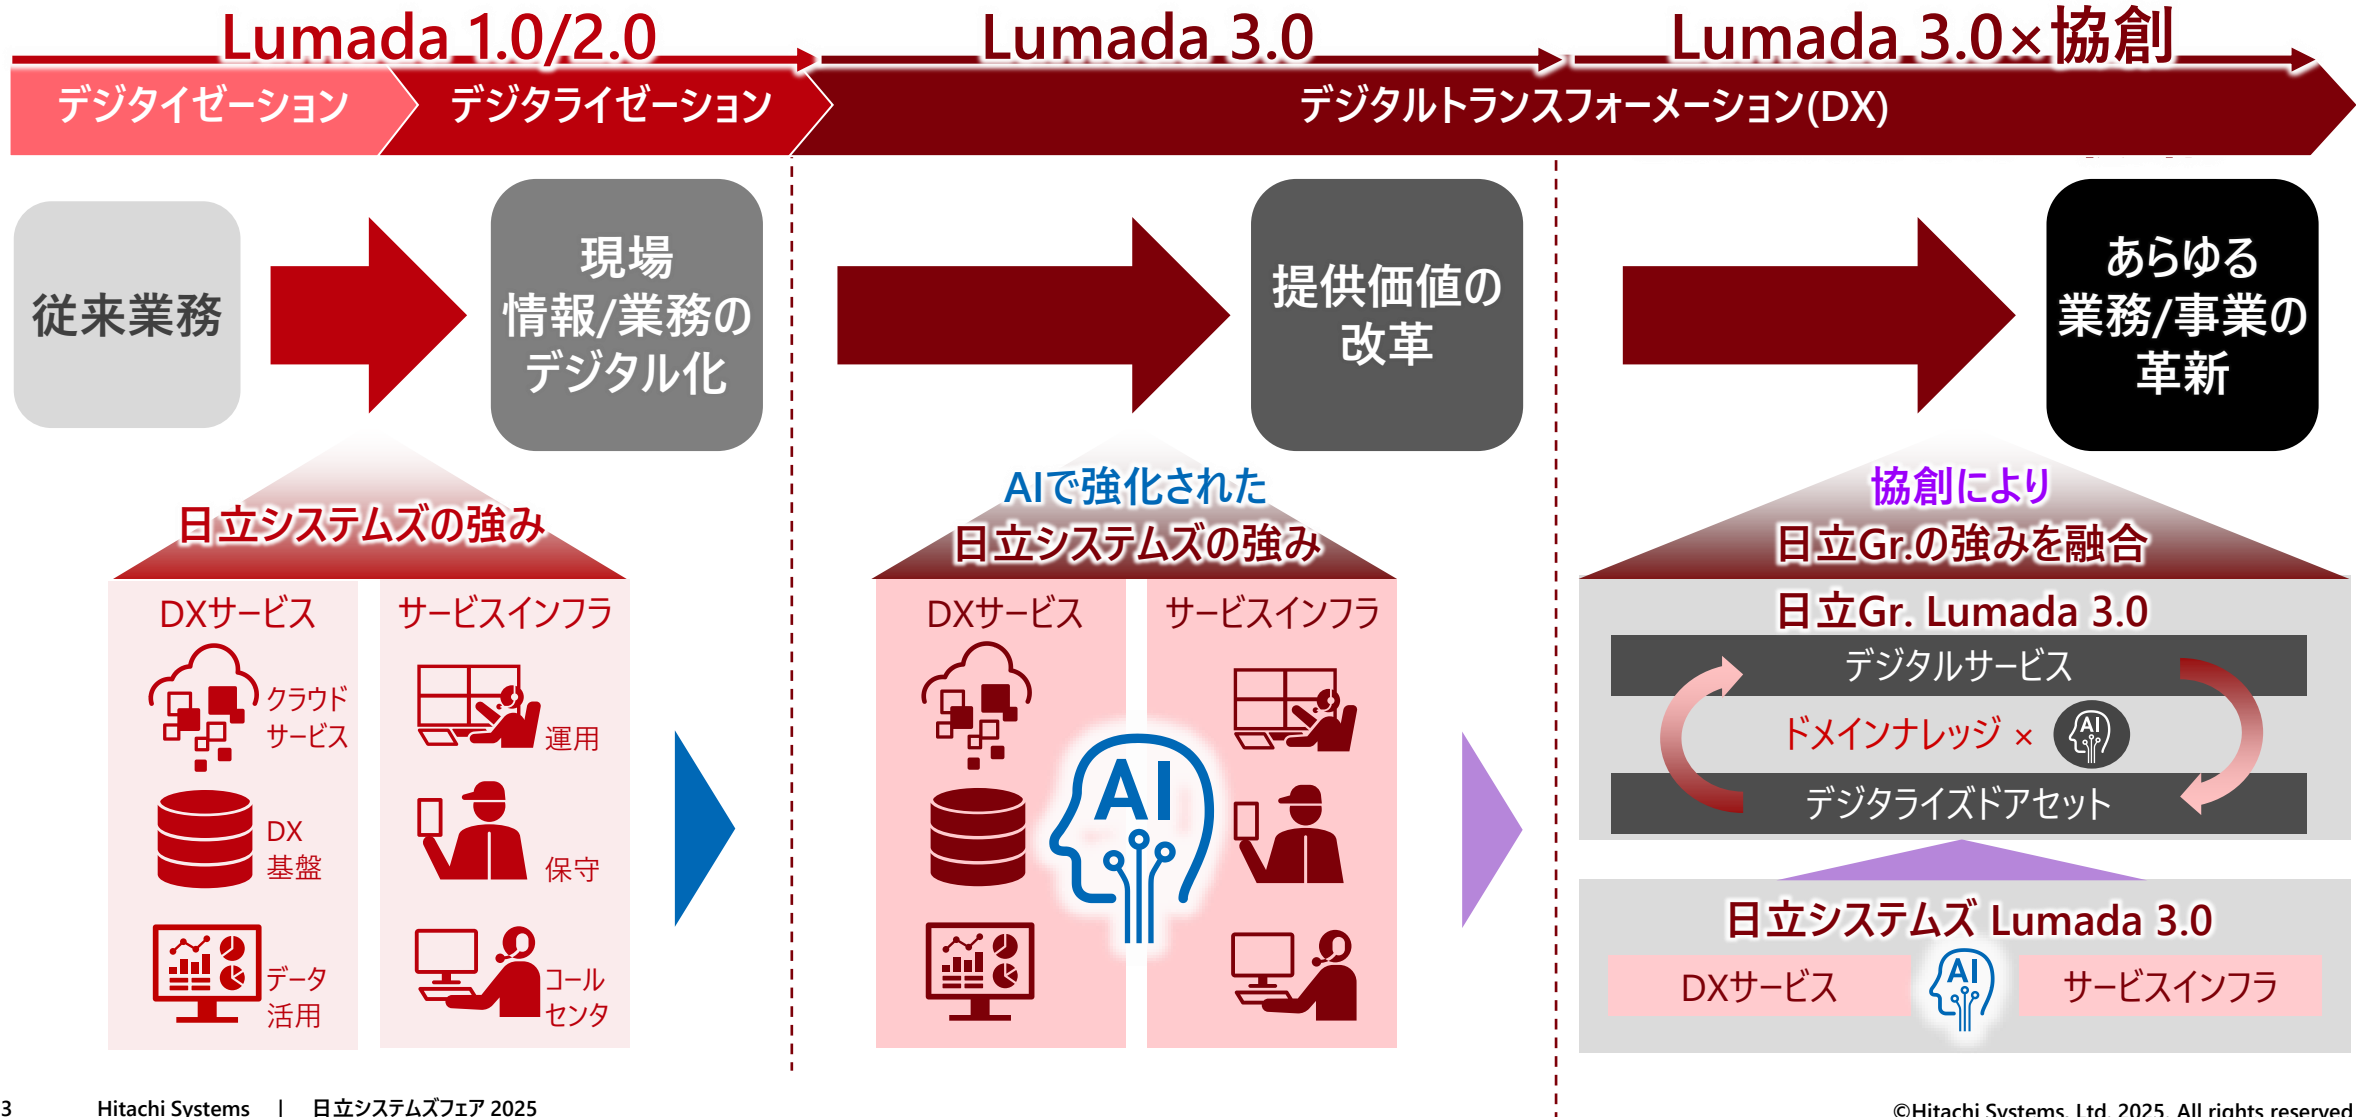 Lumada 1.0/2.0
Lumada 3.0
Lumada 3.0×協創
デジタイゼーション
デジタライゼーション
デジタルトランスフォーメーション(DX)
従来業務
現場
情報/業務の
デジタル化
提供価値の
改革
あらゆる
業務/事業の
革新
日立システムズの強み
DXサービス
クラウド
サービス
DX
基盤
データ
活用
サービスインフラ
運用
保守
コール
センタ
AIで強化された
日立システムズの強み
DXサービス
サービスインフラ
AI
協創により
日立Gr.の強みを融合
日立Gr. Lumada 3.0
デジタルサービス
ドメインナレッジ × AI
デジタライズドアセット
日立システムズ Lumada 3.0
DXサービス
AI
サービスインフラ
3 Hitachi Systems | 日立システムズフェア 2025
©Hitachi Systems, Ltd. 2025. All rights reserved